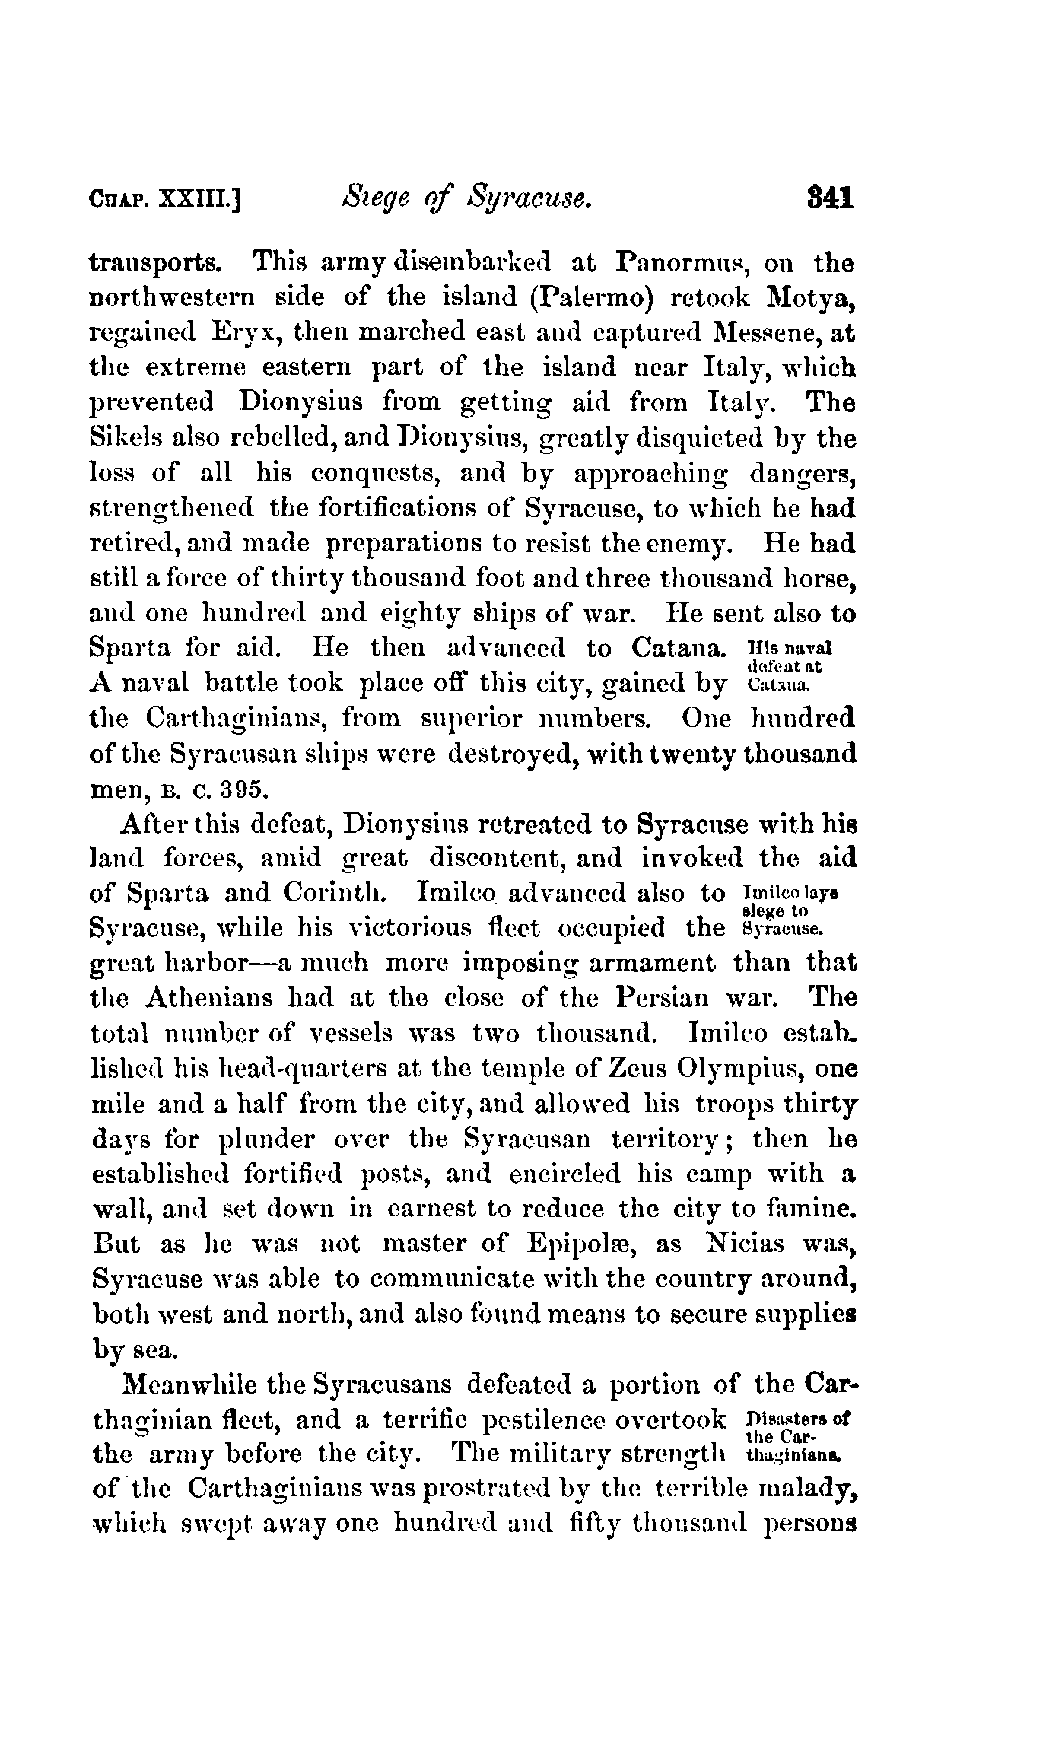 CHAP. XXIII.] Siege of Syracuse. 341
transports. This army disembarked at Panormus, on the
northwestern side of the island (Palermo) retook Motya,
regained Eryx, then marched east and captured Messene, at
the extreme eastern part of the island near Italy, which
prevented Dionysius from getting aid from Italy. The
Sikels also rebelled, and Dionysius, greatly disquieted by the
loss of all his conquests, and by approaching dangers,
strengthened the fortifications of Syracuse, to which he had
retired, and made preparations to resist the enemy. He had
still a force of thirty thousand foot and three thousand horse,
and one hundred and eighty ships of war. He sent also to
Sparta for aid. He then advanced to Catana.
His naval
defeat at
Catana.
A naval battle took place off this city, gained by
the Carthaginians, from superior numbers. One hundred
of the Syracusan ships were destroyed, with twenty thousand
men, B. C. 395.
After this defeat, Dionysius retreated to Syracuse with his
land forces, amid great discontent, and invoked the aid
of Sparta and Corinth. Imilco advanced also to
Imilco lays
siege to
Syracuse.
Syracuse, while his victorious fleet occupied the
great harbor—a much more imposing armament than that
the Athenians had at the close of the Persian war. The
total number of vessels was two thousand. Imilco estab-
lished his head-quarters at the temple of Zeus Olympius, one
mile and a half from the city, and allowed his troops thirty
days for plunder over the Syracusan territory; then he
established fortified posts, and encircled his camp with a
wall, and set down in earnest to reduce the city to famine.
But as he was not master of Epipolæ, as Nicias was,
Syracuse was able to communicate with the country around,
both west and north, and also found means to secure supplies
by sea.
Meanwhile the Syracusans defeated a portion of the Car-
thaginian fleet, and a terrific pestilence overtook
Disasters of
the Car-
thaginians.
the army before the city. The military strength
of the Carthaginians was prostrated by the terrible malady,
which swept away one hundred and fifty thousand persons